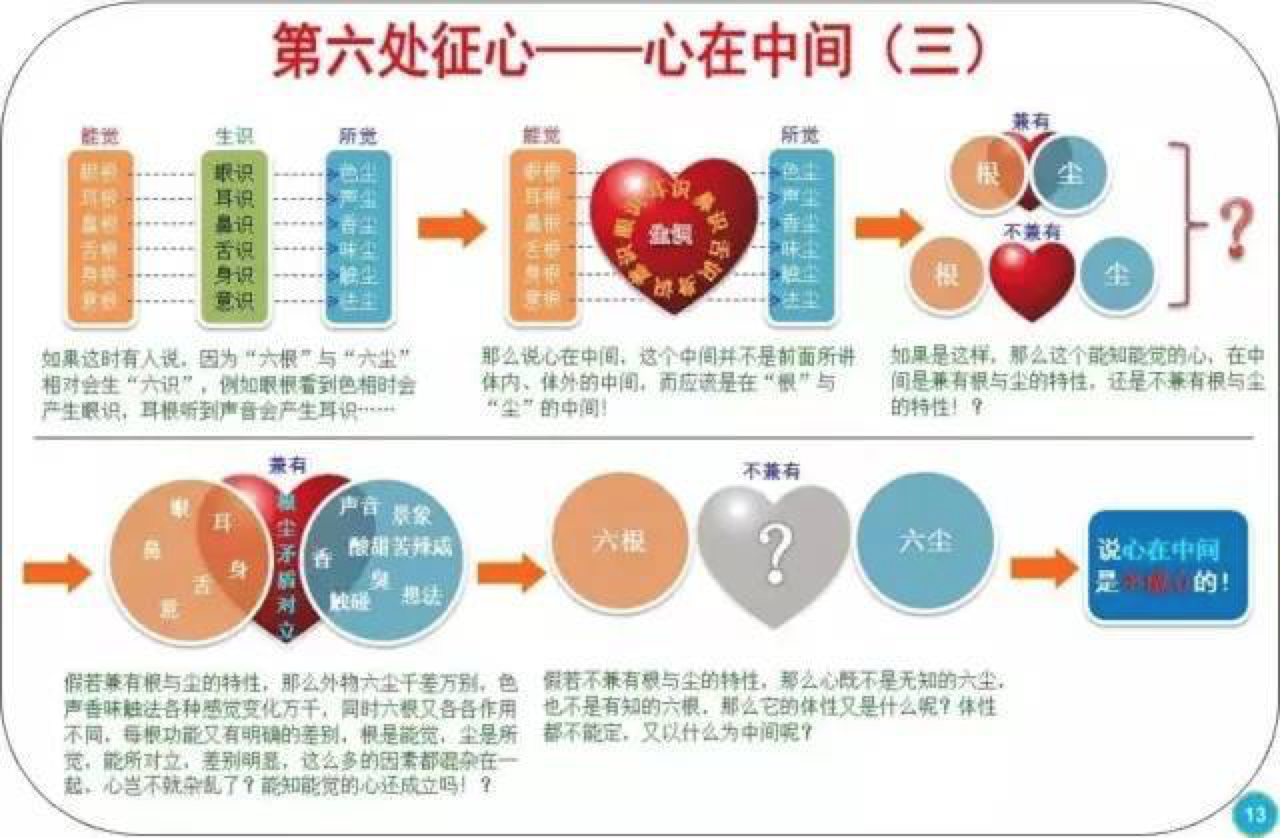 第六处征心——心在中间（三）
能觉 生识 所觉
眼根 眼识 色尘
耳根 耳识 声尘
鼻根 鼻识 香尘
舌根 舌识 味尘
身根 身识 触尘
意根 意识 法尘
如果这时有人说，因为“六根”与“六尘”
相对会生“六识”，例如眼根看到色相时会
产生眼识，耳根听到声音会产生耳识……
能觉 所觉
眼根 色尘
耳根 声尘
鼻根 香尘
舌根 味尘
身根 触尘
意根 法尘
眼识 耳识 鼻识 舌识 身识 意识
那么说心在中间，这个中间并不是前面所讲
体内、体外的中间，而应该是在“根”与
“尘”的中间！
兼有
根 尘
不兼有
根 尘
?
如果是这样，那么这个能知能觉的心，在中
间是兼有根与尘的特性，还是不兼有根与尘
的特性！？
兼有
眼 耳
鼻 身
舌
意
根尘矛盾对立
声音 景象
香 酸甜苦辣咸
臭
触碰 想法
假若兼有根与尘的特性，那么外物六尘千差万别，色
声香味触法各种感觉变化万千，同时六根又各各作用
不同，每根功能又有明确的差别，根是能觉，尘是所
觉，能所对立，差别明显，这么多的因素都混杂在一
起，心岂不就杂乱了？能知能觉的心还成立吗！？
不兼有
六根 ? 六尘
假若不兼有根与尘的特性，那么心既不是无知的六尘，
也不是有知的六根，那么它的体性又是什么呢？体性
都不能定，又以什么为中间呢？
说心在中间
是不成立的！
13